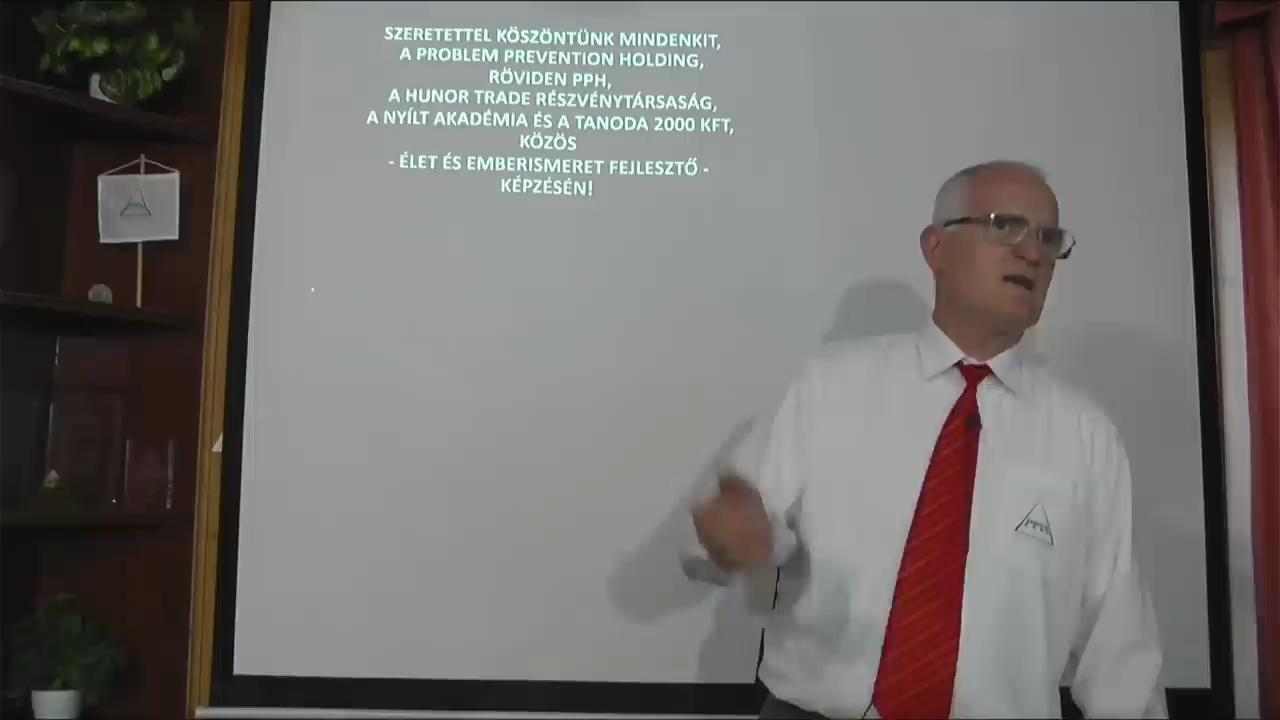 SZERETETTEL KÖSZÖNTÜNK MINDENKIT,
A PROBLEM PREVENTION HOLDING,
RÖVIDEN PPH,
A HUNOR TRADE RÉSZVÉNYTÁRSASÁG,
A NYÍLT AKADÉMIA ÉS A TANODA 2000 KFT,
KÖZÖS
- ÉLET ÉS EMBERISMERET FEJLESZTŐ -
KÉPZÉSÉN!